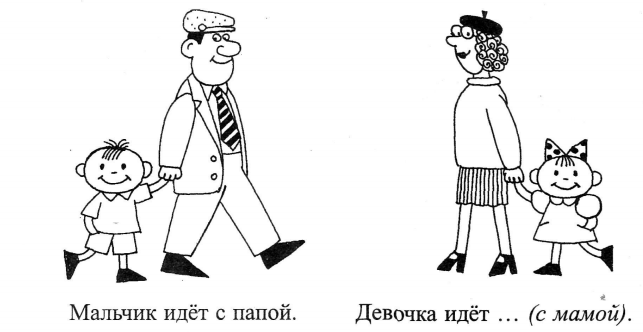 Мальчик идёт с папой.
Девочка идёт ... (с мамой).